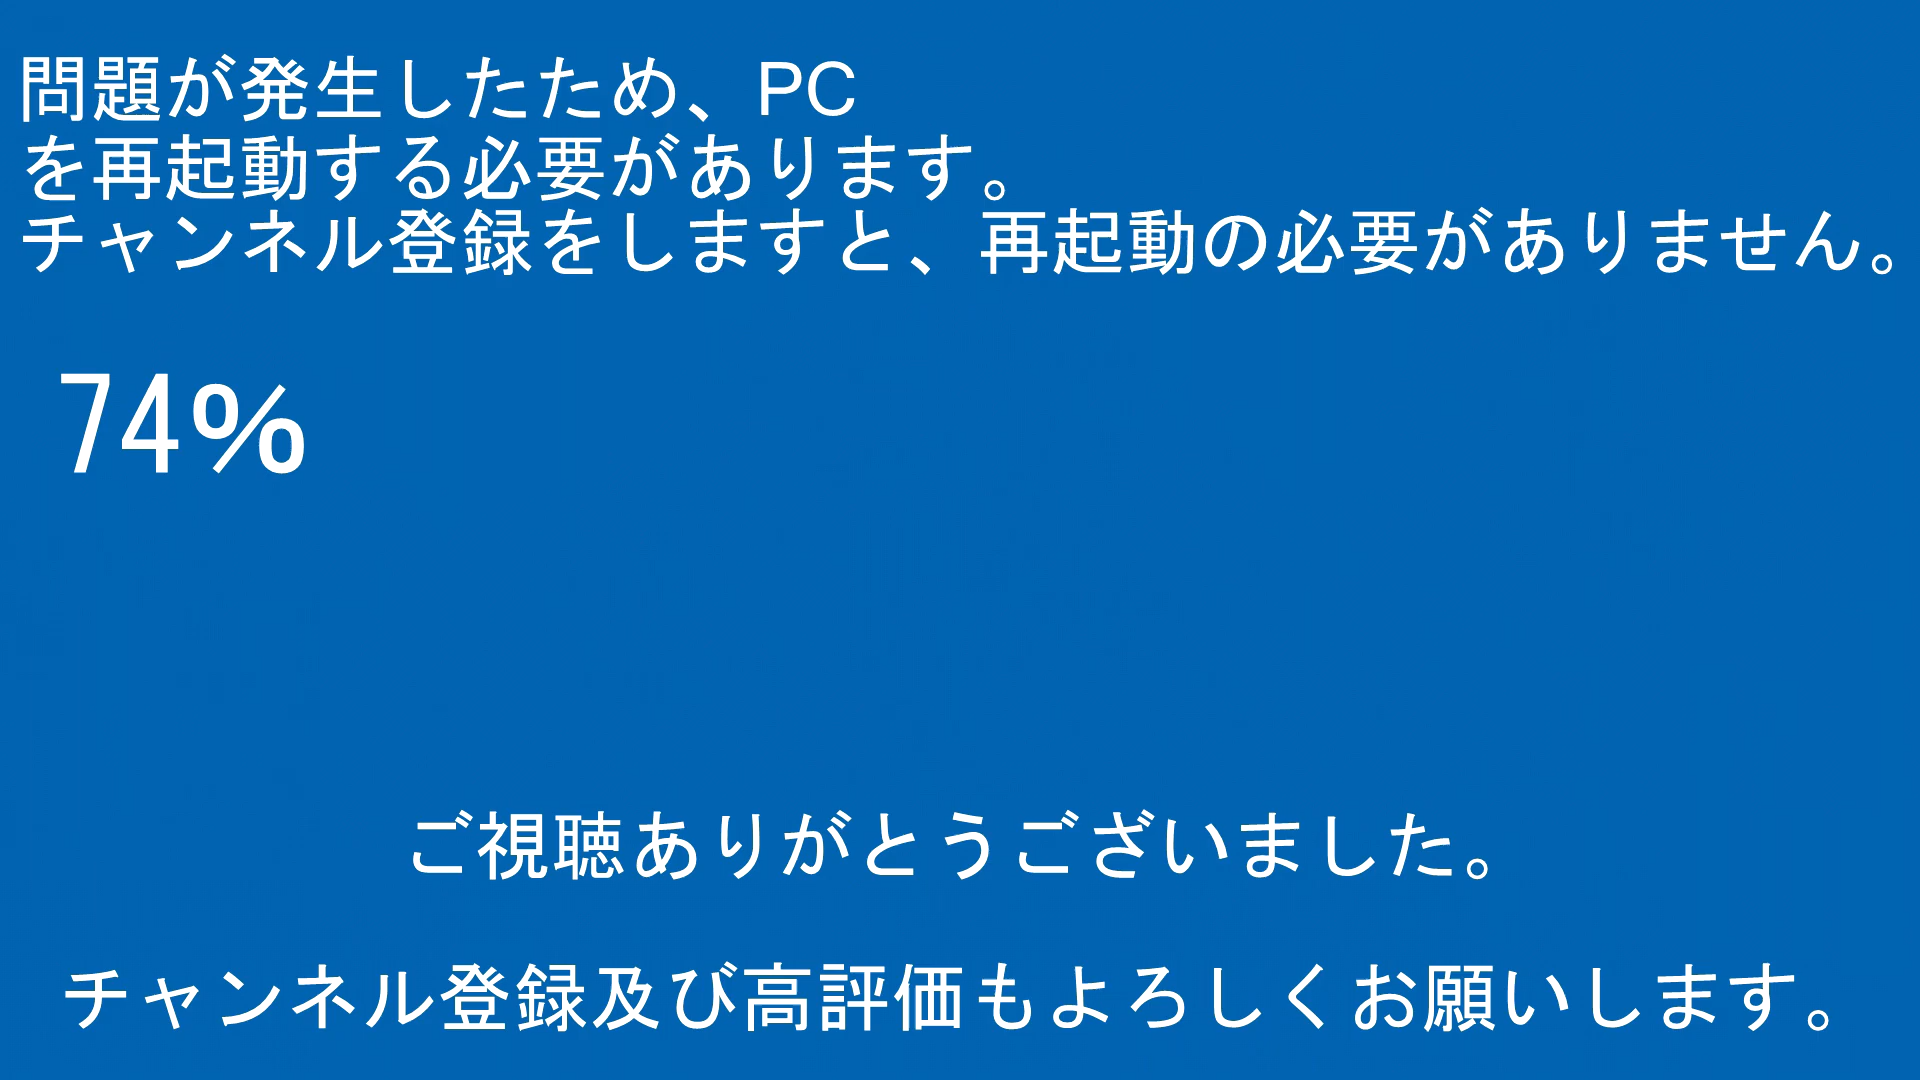 問題が発生したため、PC
を再起動する必要があります。
チャンネル登録をしますと、再起動の必要がありません。
74%
ご視聴ありがとうございました。
チャンネル登録及び高評価もよろしくお願いします。